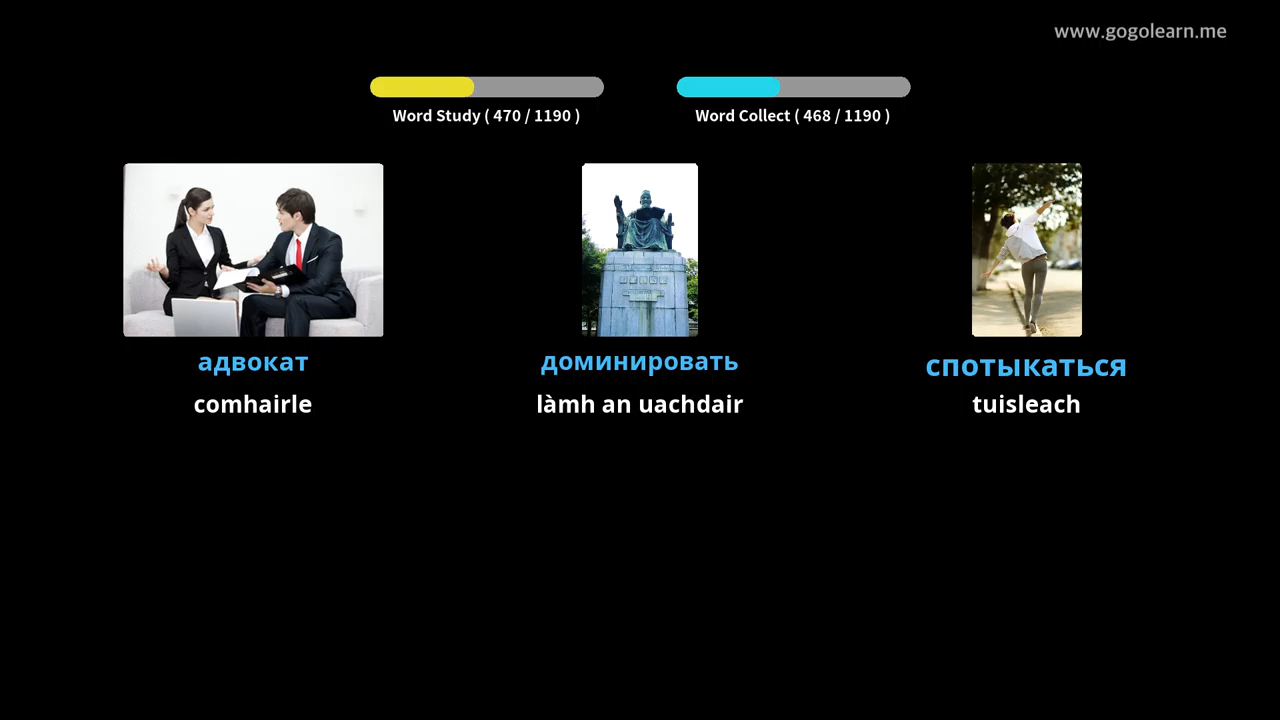 www.gogolearn.me
Word Study ( 470 / 1190 )
Word Collect ( 468 / 1190 )
адвокат
доминировать
спотыкаться
comhairle
làmh an uachdair
tuisleach